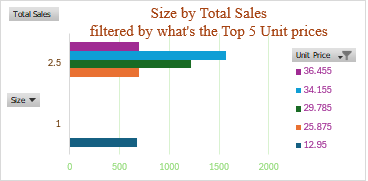 Total Sales
Size by Total Sales
filtered by what's the Top 5 Unit prices
Unit Price
2.5
1
Size
36.455
34.155
29.785
25.875
12.95
0
500
1000
1500
2000